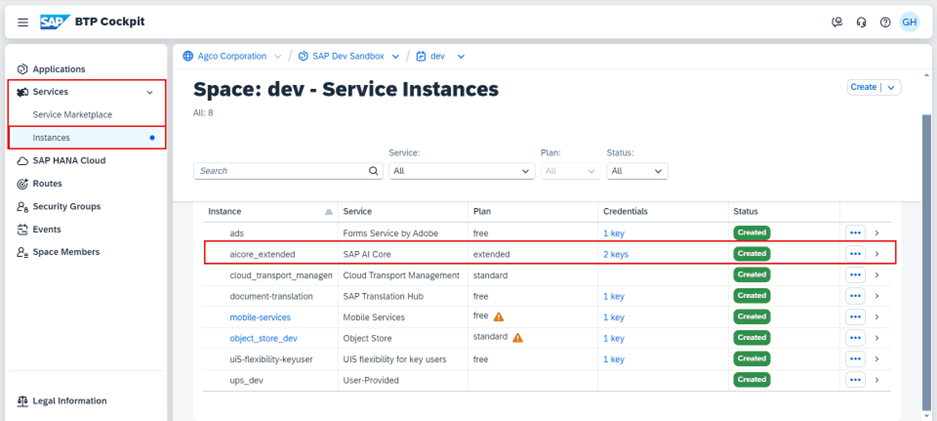 SAP BTP Cockpit GH
Agco Corporation / SAP Dev Sandbox / dev
Applications
Services
Service Marketplace
Instances
SAP HANA Cloud
Routes
Security Groups
Events
Space Members
Legal Information
Space: dev - Service Instances
Create
All: 8
Service: Plan: Status:
Search All All All
Instance Service Plan Credentials Status
ads Forms Service by Adobe free 1 key Created
aicore_extended SAP AI Core extended 2 keys Created
cloud_transport_managen Cloud Transport Management standard Created
document-translation SAP Translation Hub free 1 key Created
mobile-services Mobile Services free 1 key Created
object_store_dev Object Store standard 1 key Created
ui5-flexibility-keyuser UI5 flexibility for key users free 1 key Created
ups_dev User-Provided Created